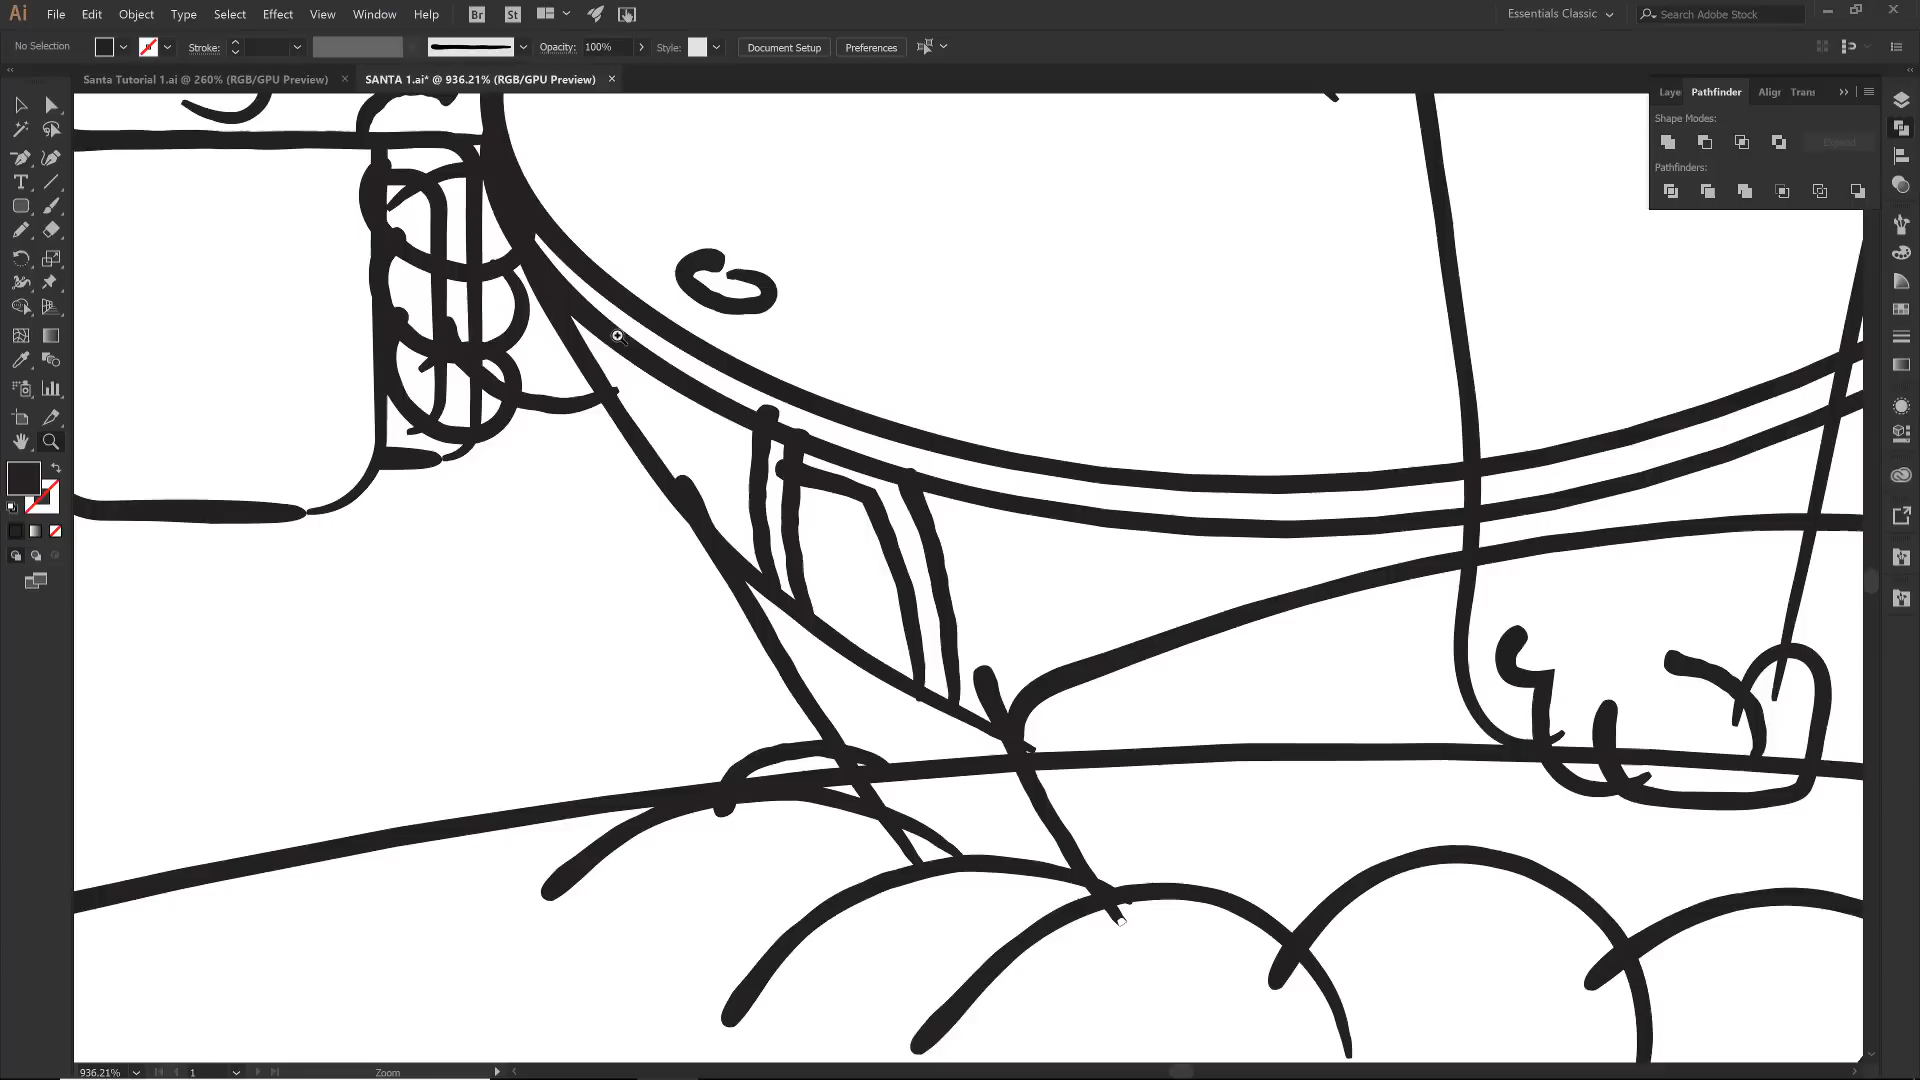 Ai File Edit Object Type Select Effect View Window Help Br St Essentials Classic Search Adobe Stock
No Selection Stroke: Opacity: 100% Style: Document Setup Preferences
Santa Tutorial 1.ai @ 260% (RGB/GPU Preview) × SANTA 1.ai* @ 936.21% (RGB/GPU Preview) ×
Laye Pathfinder Aligr Trans
Shape Modes:
Expand
Pathfinders:
936.21% 1 Zoom